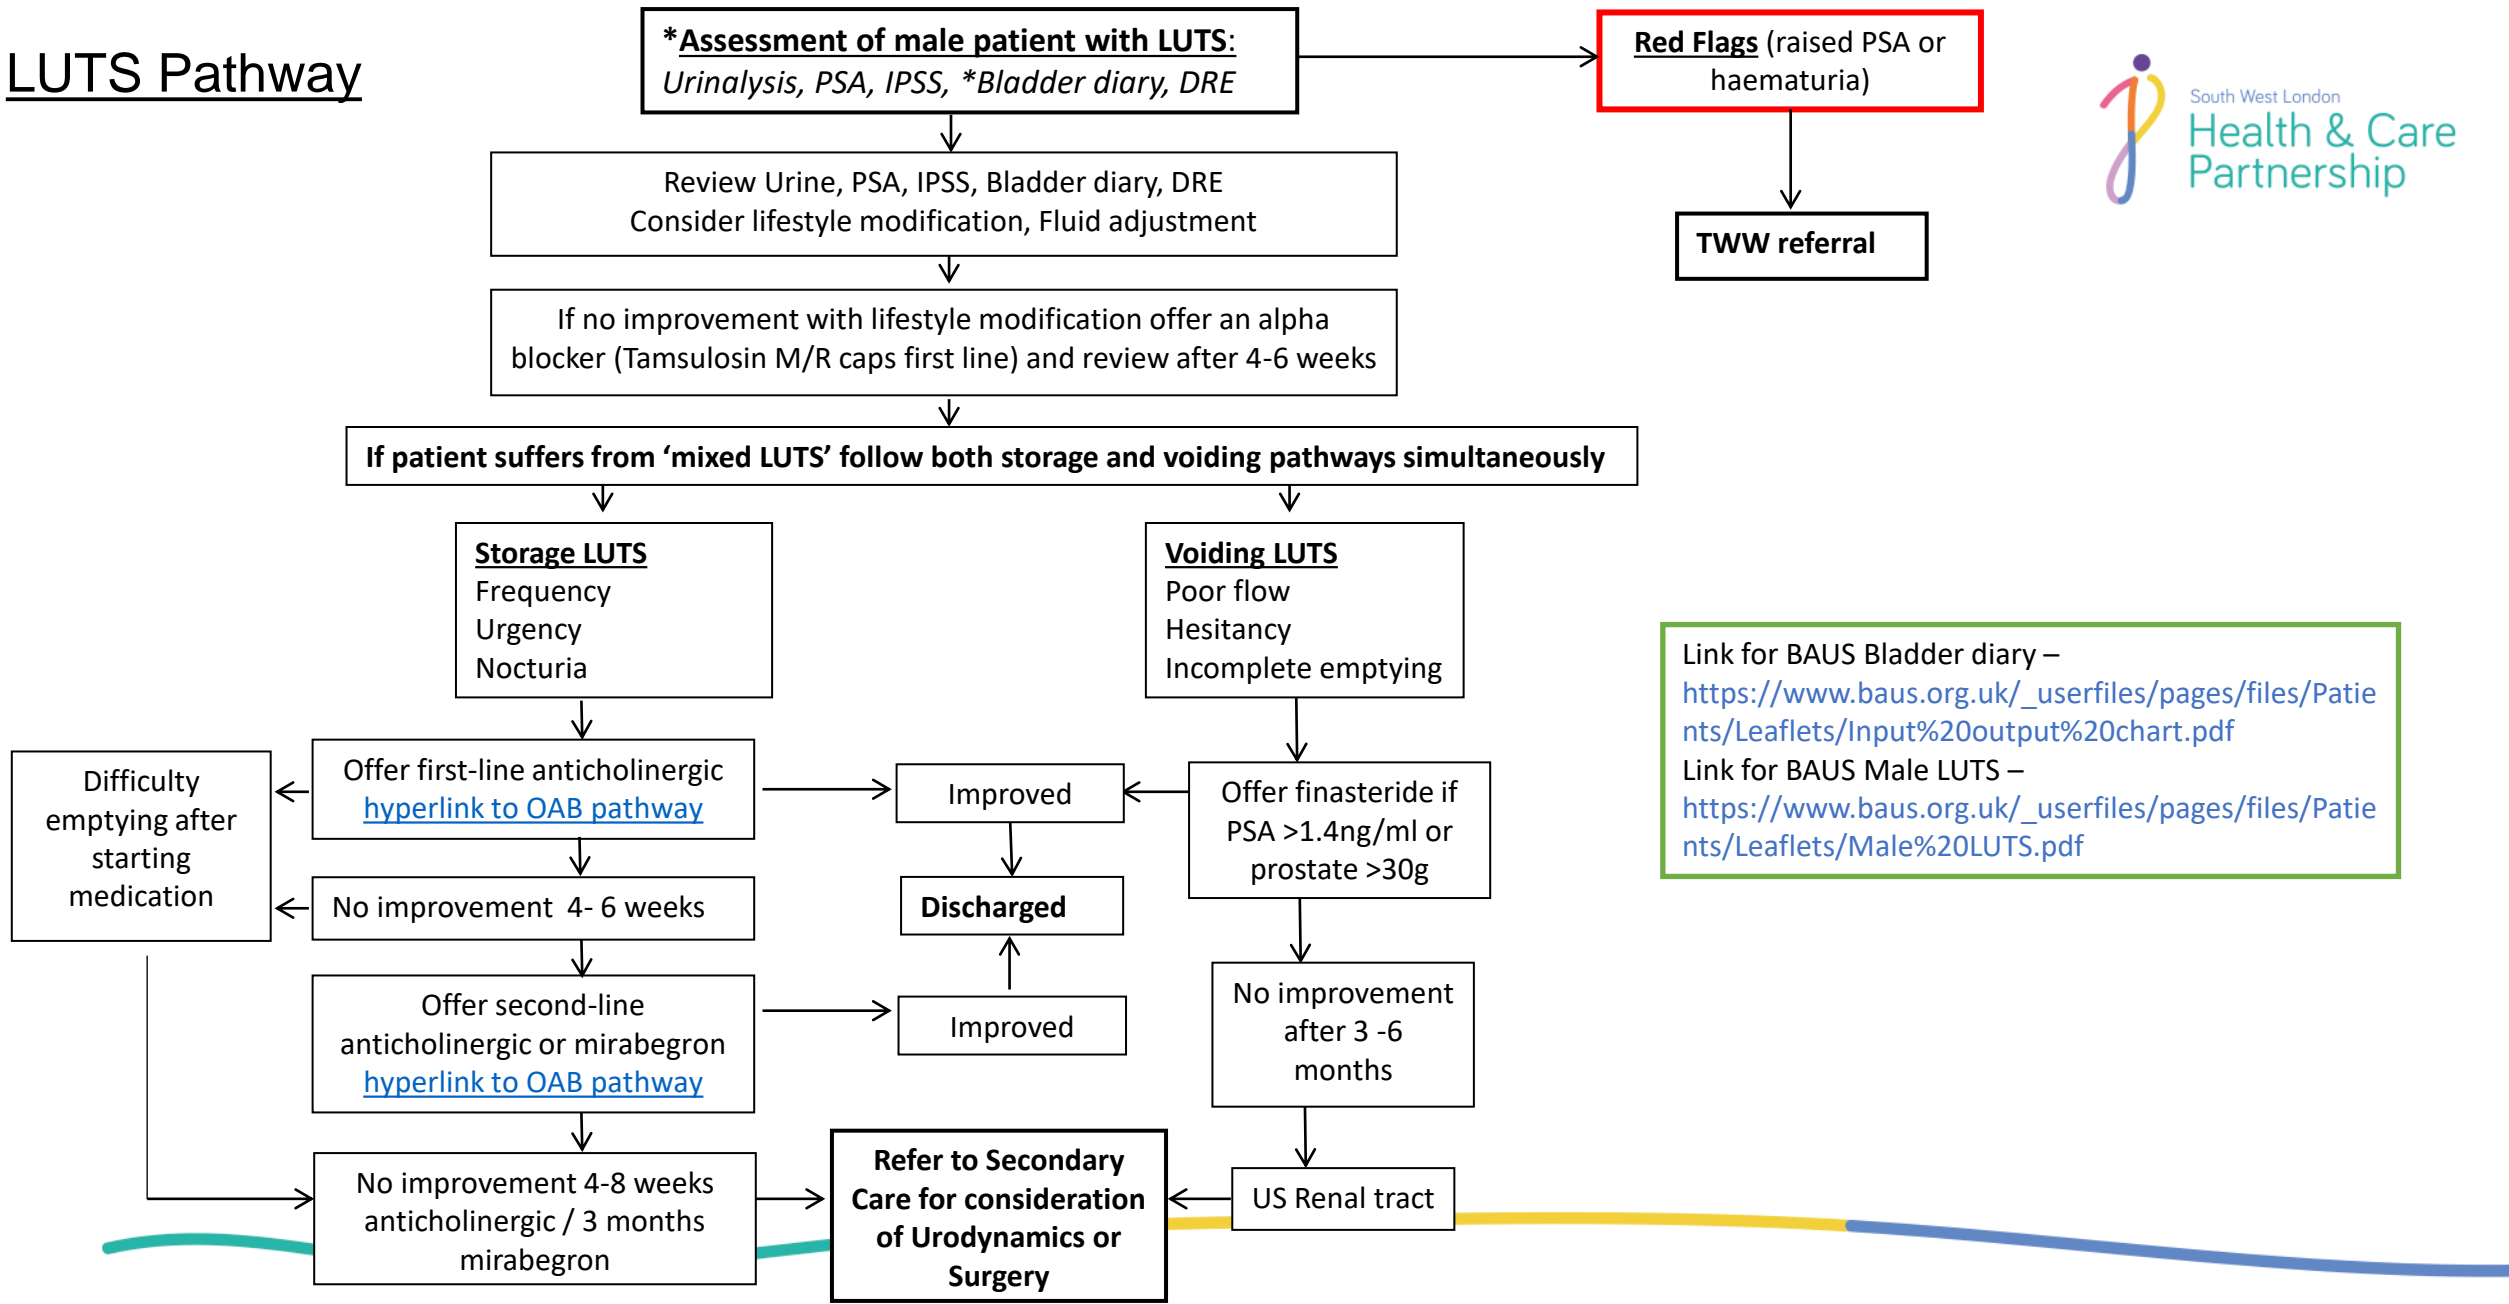 LUTS Pathway
*Assessment of male patient with LUTS:
Urinalysis, PSA, IPSS, *Bladder diary, DRE
Red Flags (raised PSA or
haematuria)
South West London
Health & Care
Partnership
TWW referral
Review Urine, PSA, IPSS, Bladder diary, DRE
Consider lifestyle modification, Fluid adjustment
If no improvement with lifestyle modification offer an alpha
blocker (Tamsulosin M/R caps first line) and review after 4-6 weeks
If patient suffers from ‘mixed LUTS’ follow both storage and voiding pathways simultaneously
Storage LUTS
Frequency
Urgency
Nocturia
Voiding LUTS
Poor flow
Hesitancy
Incomplete emptying
Link for BAUS Bladder diary –
https://www.baus.org.uk/_userfiles/pages/files/Patie
nts/Leaflets/Input%20output%20chart.pdf
Link for BAUS Male LUTS –
https://www.baus.org.uk/_userfiles/pages/files/Patie
nts/Leaflets/Male%20LUTS.pdf
Difficulty
emptying after
starting
medication
Offer first-line anticholinergic
hyperlink to OAB pathway
Improved
Offer finasteride if
PSA >1.4ng/ml or
prostate >30g
No improvement 4- 6 weeks
Discharged
Offer second-line
anticholinergic or mirabegron
hyperlink to OAB pathway
Improved
No improvement
after 3 -6
months
No improvement 4-8 weeks
anticholinergic / 3 months
mirabegron
Refer to Secondary
Care for consideration
of Urodynamics or
Surgery
US Renal tract